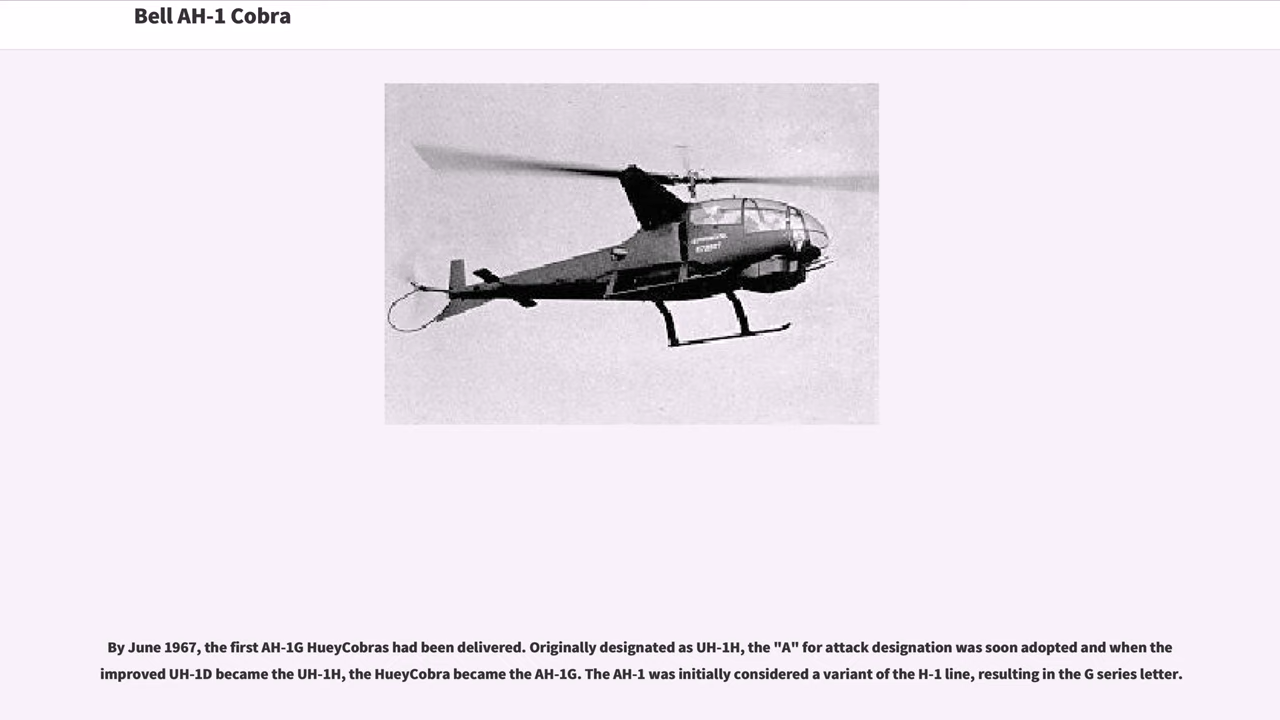 Bell AH-1 Cobra
By June 1967, the first AH-1G HueyCobras had been delivered. Originally designated as UH-1H, the "A" for attack designation was soon adopted and when the
improved UH-1D became the UH-1H, the HueyCobra became the AH-1G. The AH-1 was initially considered a variant of the H-1 line, resulting in the G series letter.